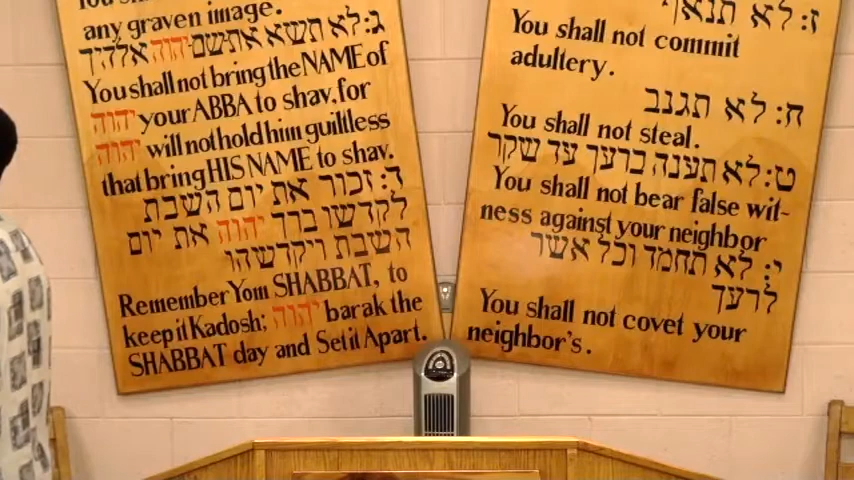 You shall
any graven image.
ג: לא תשא את-שם יהוה אלהיך
You shall not bring the NAME of
יהוה your ABBA to shav, for
יהוה will not hold him guiltless
that bring HIS NAME to shav.
ד: זכור את יום השבת
לקדשו ברך יהוה את יום
השבת ויקדשהו
Remember Yom SHABBAT, to
keep it Kadosh; יהוה barak the
SHABBAT day and Set it Apart.
ז: לא תנאף
You shall not commit
adultery.
ח: לא תגנב
You shall not steal.
ט: לא תענה ברעך עד שקר
You shall not bear false wit-
ness against your neighbor
י: לא תחמד וכל אשר
לרעך
You shall not covet your
neighbor's.